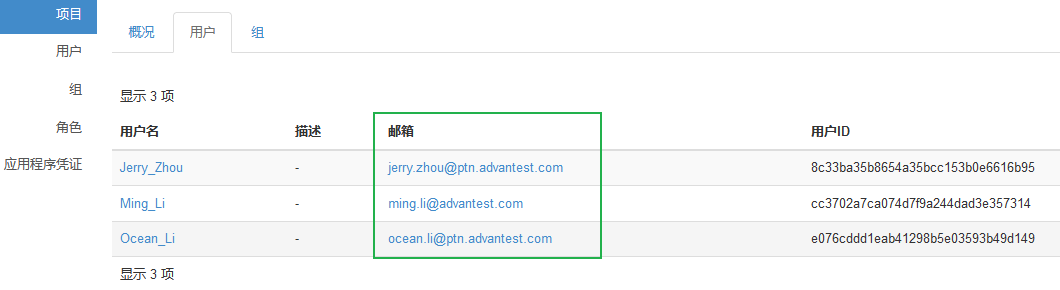 项目
用户
组
角色
应用程序凭证
概况 用户 组
显示 3 项
用户名 描述 邮箱 用户ID
Jerry_Zhou - jerry.zhou@ptn.advantest.com 8c33ba35b8654a35bcc153b0e6616b95
Ming_Li - ming.li@advantest.com cc3702a7ca074d7f9a244dad3e357314
Ocean_Li - ocean.li@ptn.advantest.com e076cddd1eab41298b5e03593b49d149
显示 3 项